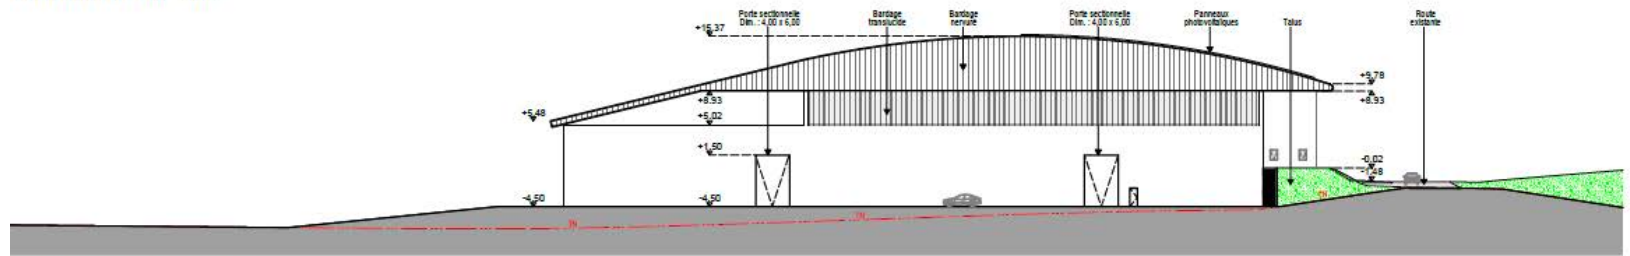 Porte sectionnelle
Dim. : 4,00 x 6,00
Bardage
translucide
Bardage
nervuré
Porte sectionnelle
Dim. : 4,00 x 6,00
Panneaux
photovoltaïques
Talus
Route
existante
+15,37
+9,78
+8,93
+8,93
+5,48
+5,02
+1,50
-0,02
-1,48
-4,50
-4,50
TN
TN